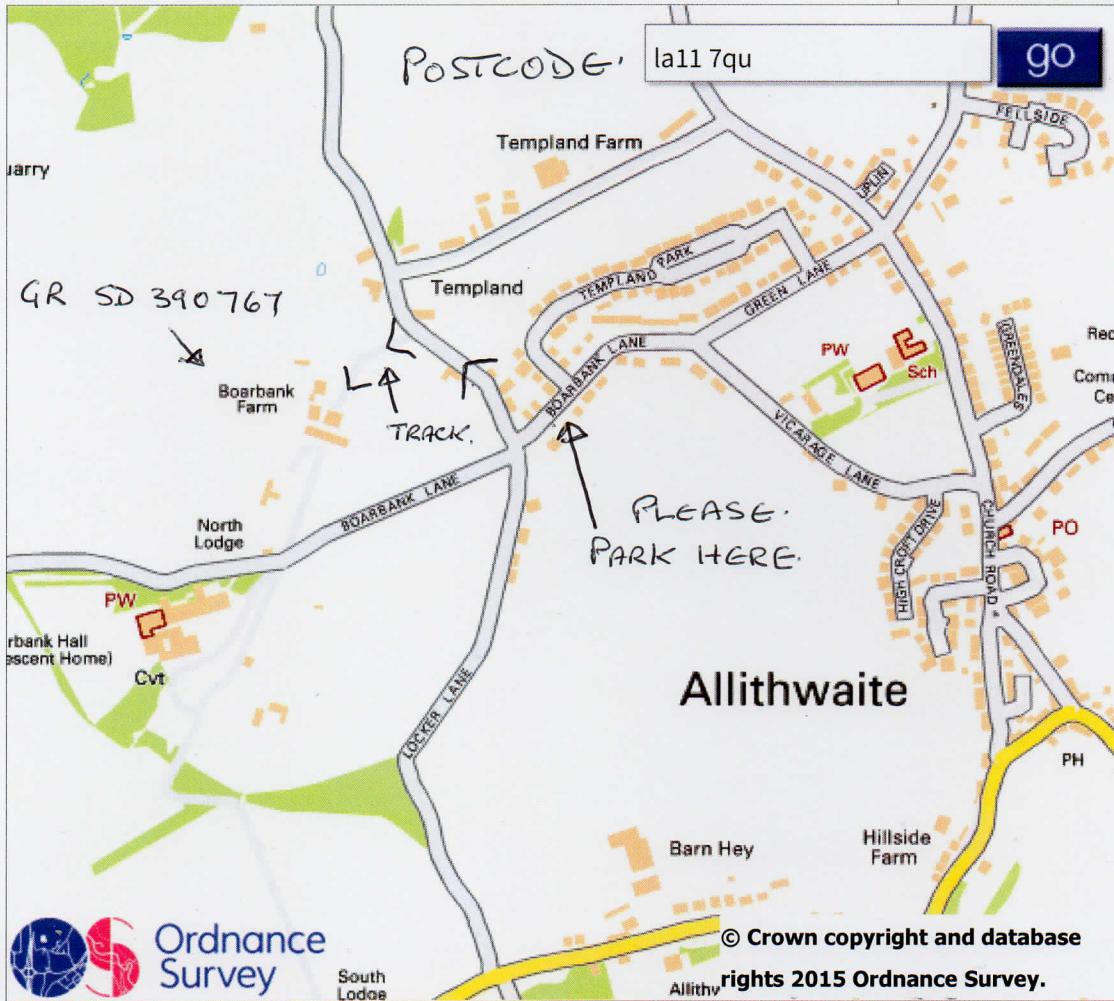 POSTCODE.
la11 7qu
go
FELLSIDE
Templand Farm
uarry
UPLIN
GR SD 390767
Templand
TEMPLAND PARK
GREEN LANE
PW
Sch
GREENDALES
Rec
Comm
Ce
Boarbank
Farm
TRACK.
BOARBANK LANE
VICARAGE LANE
BOARBANK LANE
PLEASE.
PARK HERE.
North
Lodge
HIGH CROFT DRIVE
CHURCH ROAD
PO
PW
rbank Hall
escent Home)
Cvt
LOCKER LANE
Allithwaite
PH
Barn Hey
Hillside
Farm
Ordnance
Survey
South
Lodge
Allithw
© Crown copyright and database
rights 2015 Ordnance Survey.